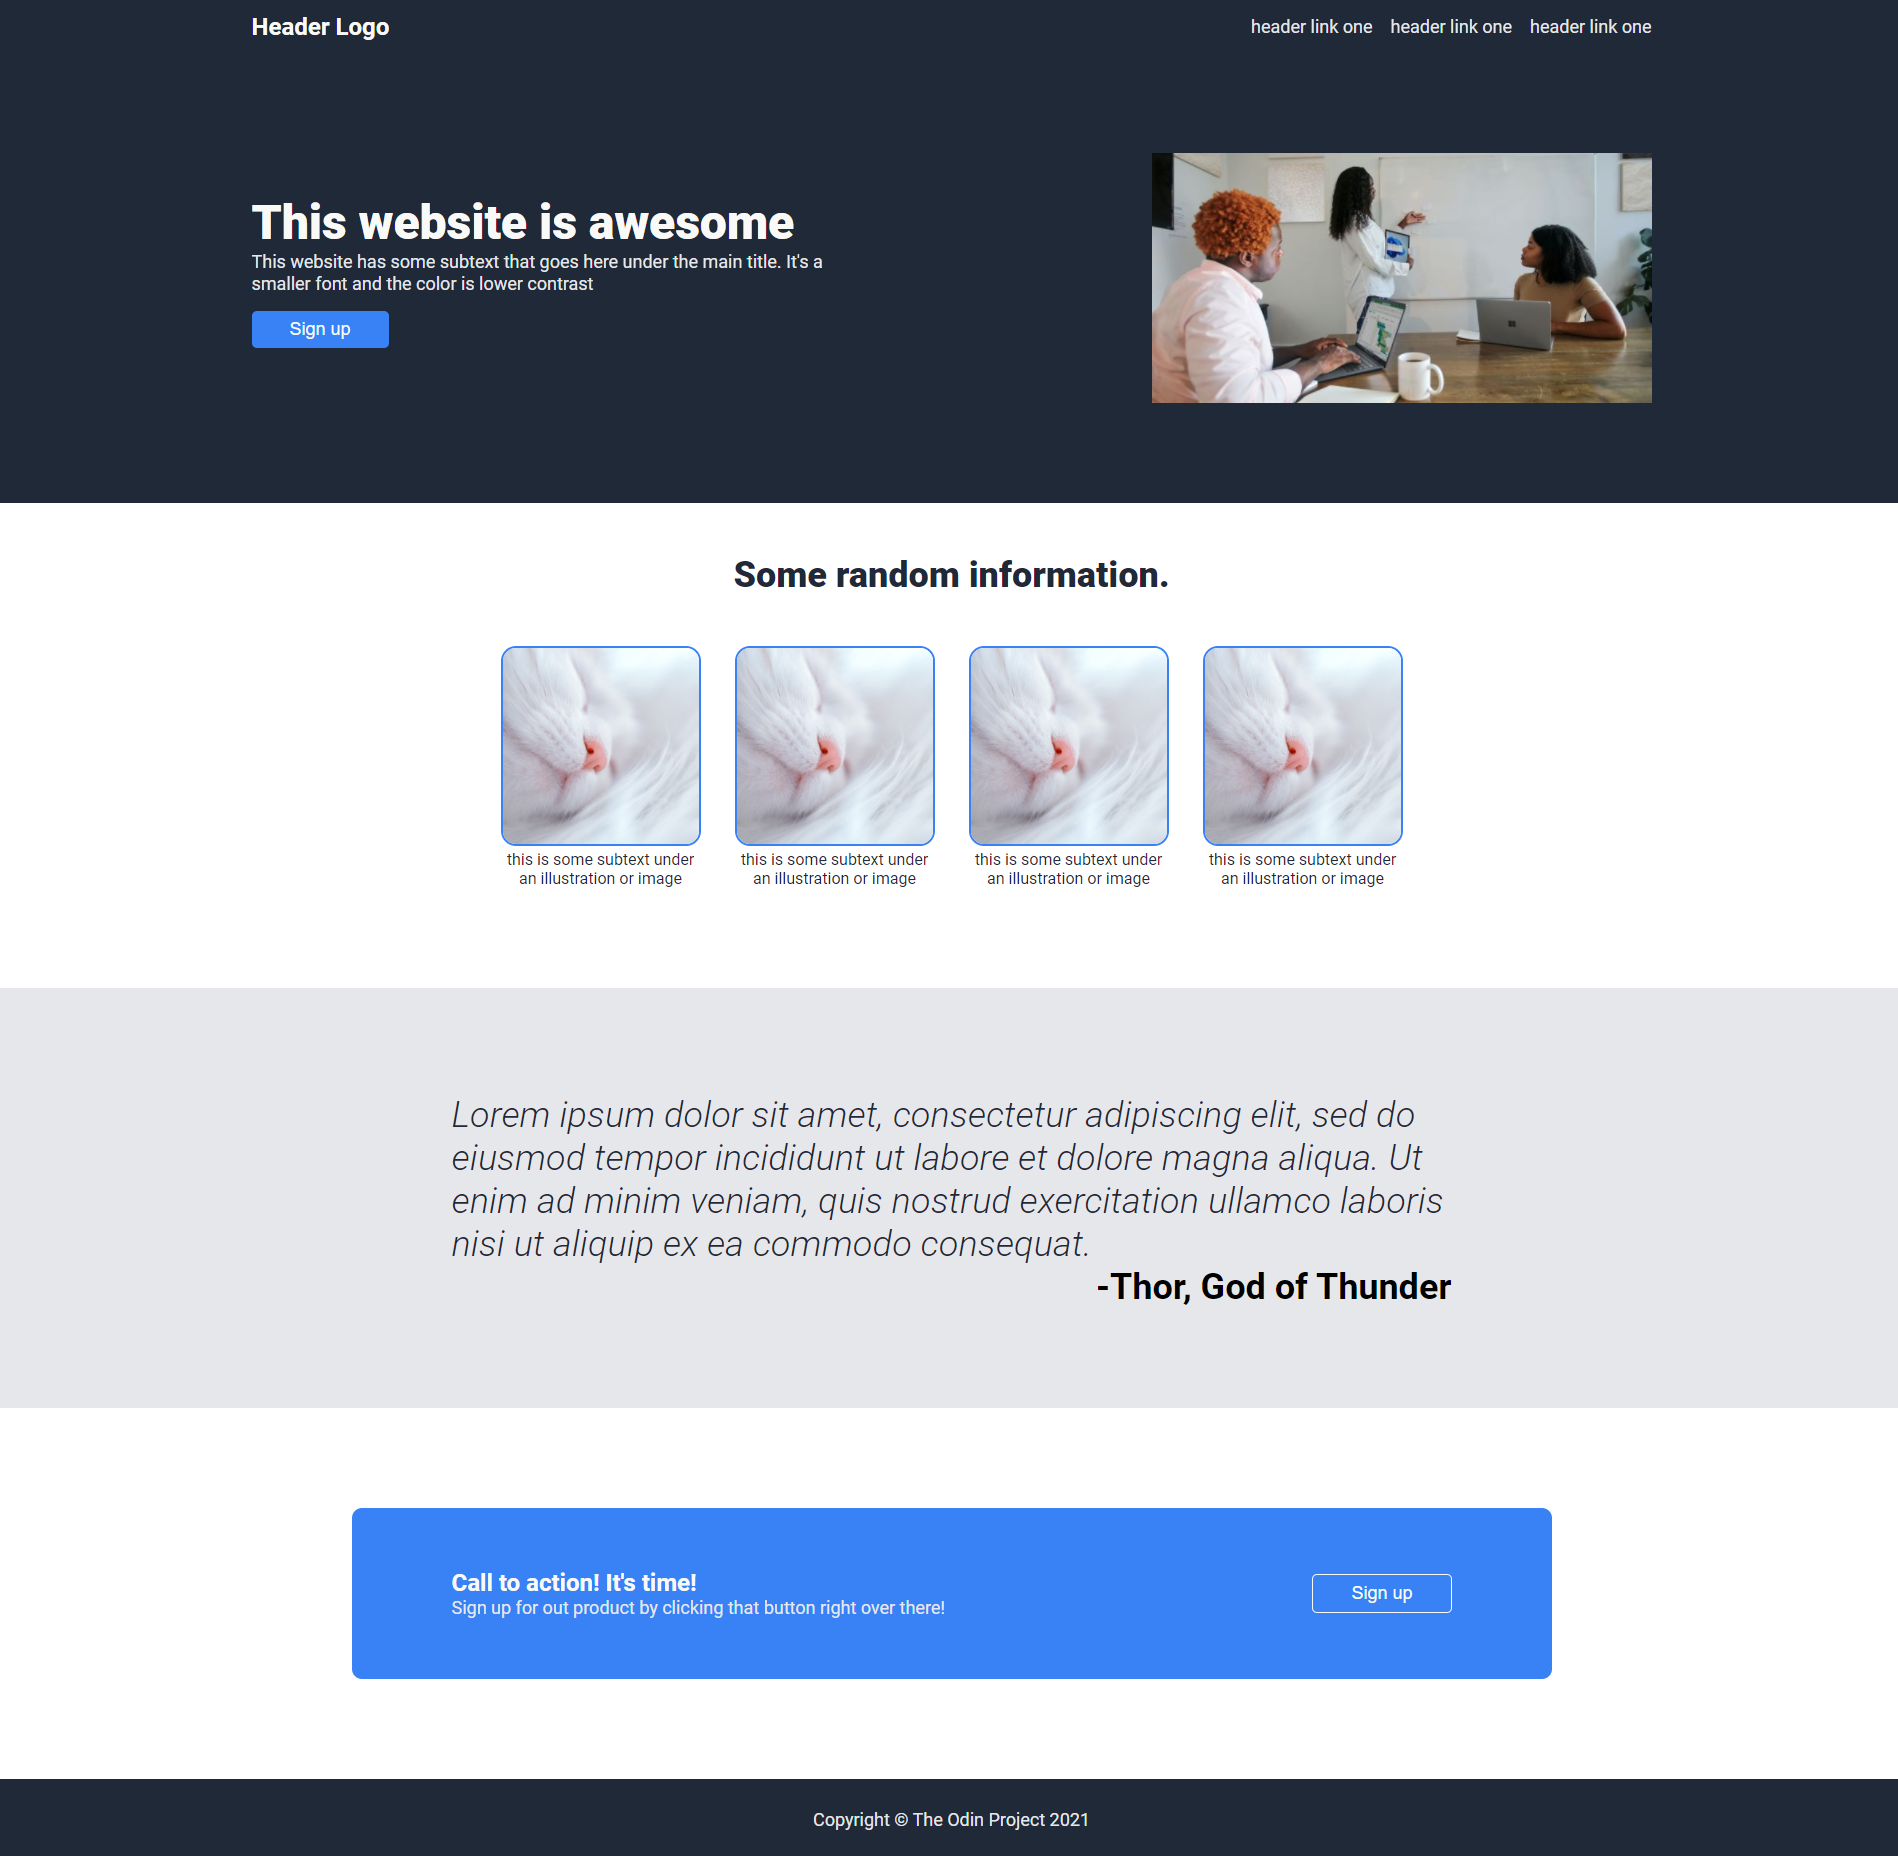 Header Logo
header link one header link one header link one
This website is awesome
This website has some subtext that goes here under the main title. It's a
smaller font and the color is lower contrast
Sign up
Some random information.
this is some subtext under
an illustration or image
this is some subtext under
an illustration or image
this is some subtext under
an illustration or image
this is some subtext under
an illustration or image
Lorem ipsum dolor sit amet, consectetur adipiscing elit, sed do
eiusmod tempor incididunt ut labore et dolore magna aliqua. Ut
enim ad minim veniam, quis nostrud exercitation ullamco laboris
nisi ut aliquip ex ea commodo consequat.
-Thor, God of Thunder
Call to action! It's time!
Sign up for out product by clicking that button right over there!
Sign up
Copyright © The Odin Project 2021